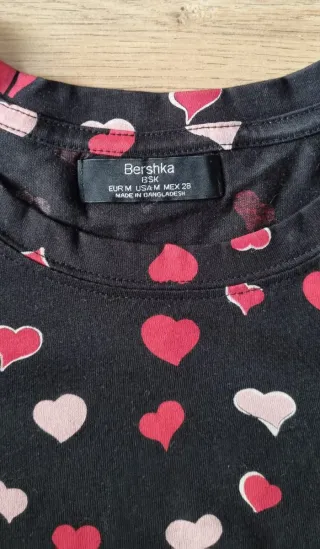 Bershka
BSK
EUR M USA M MEX 28
MADE IN BANGLADESH